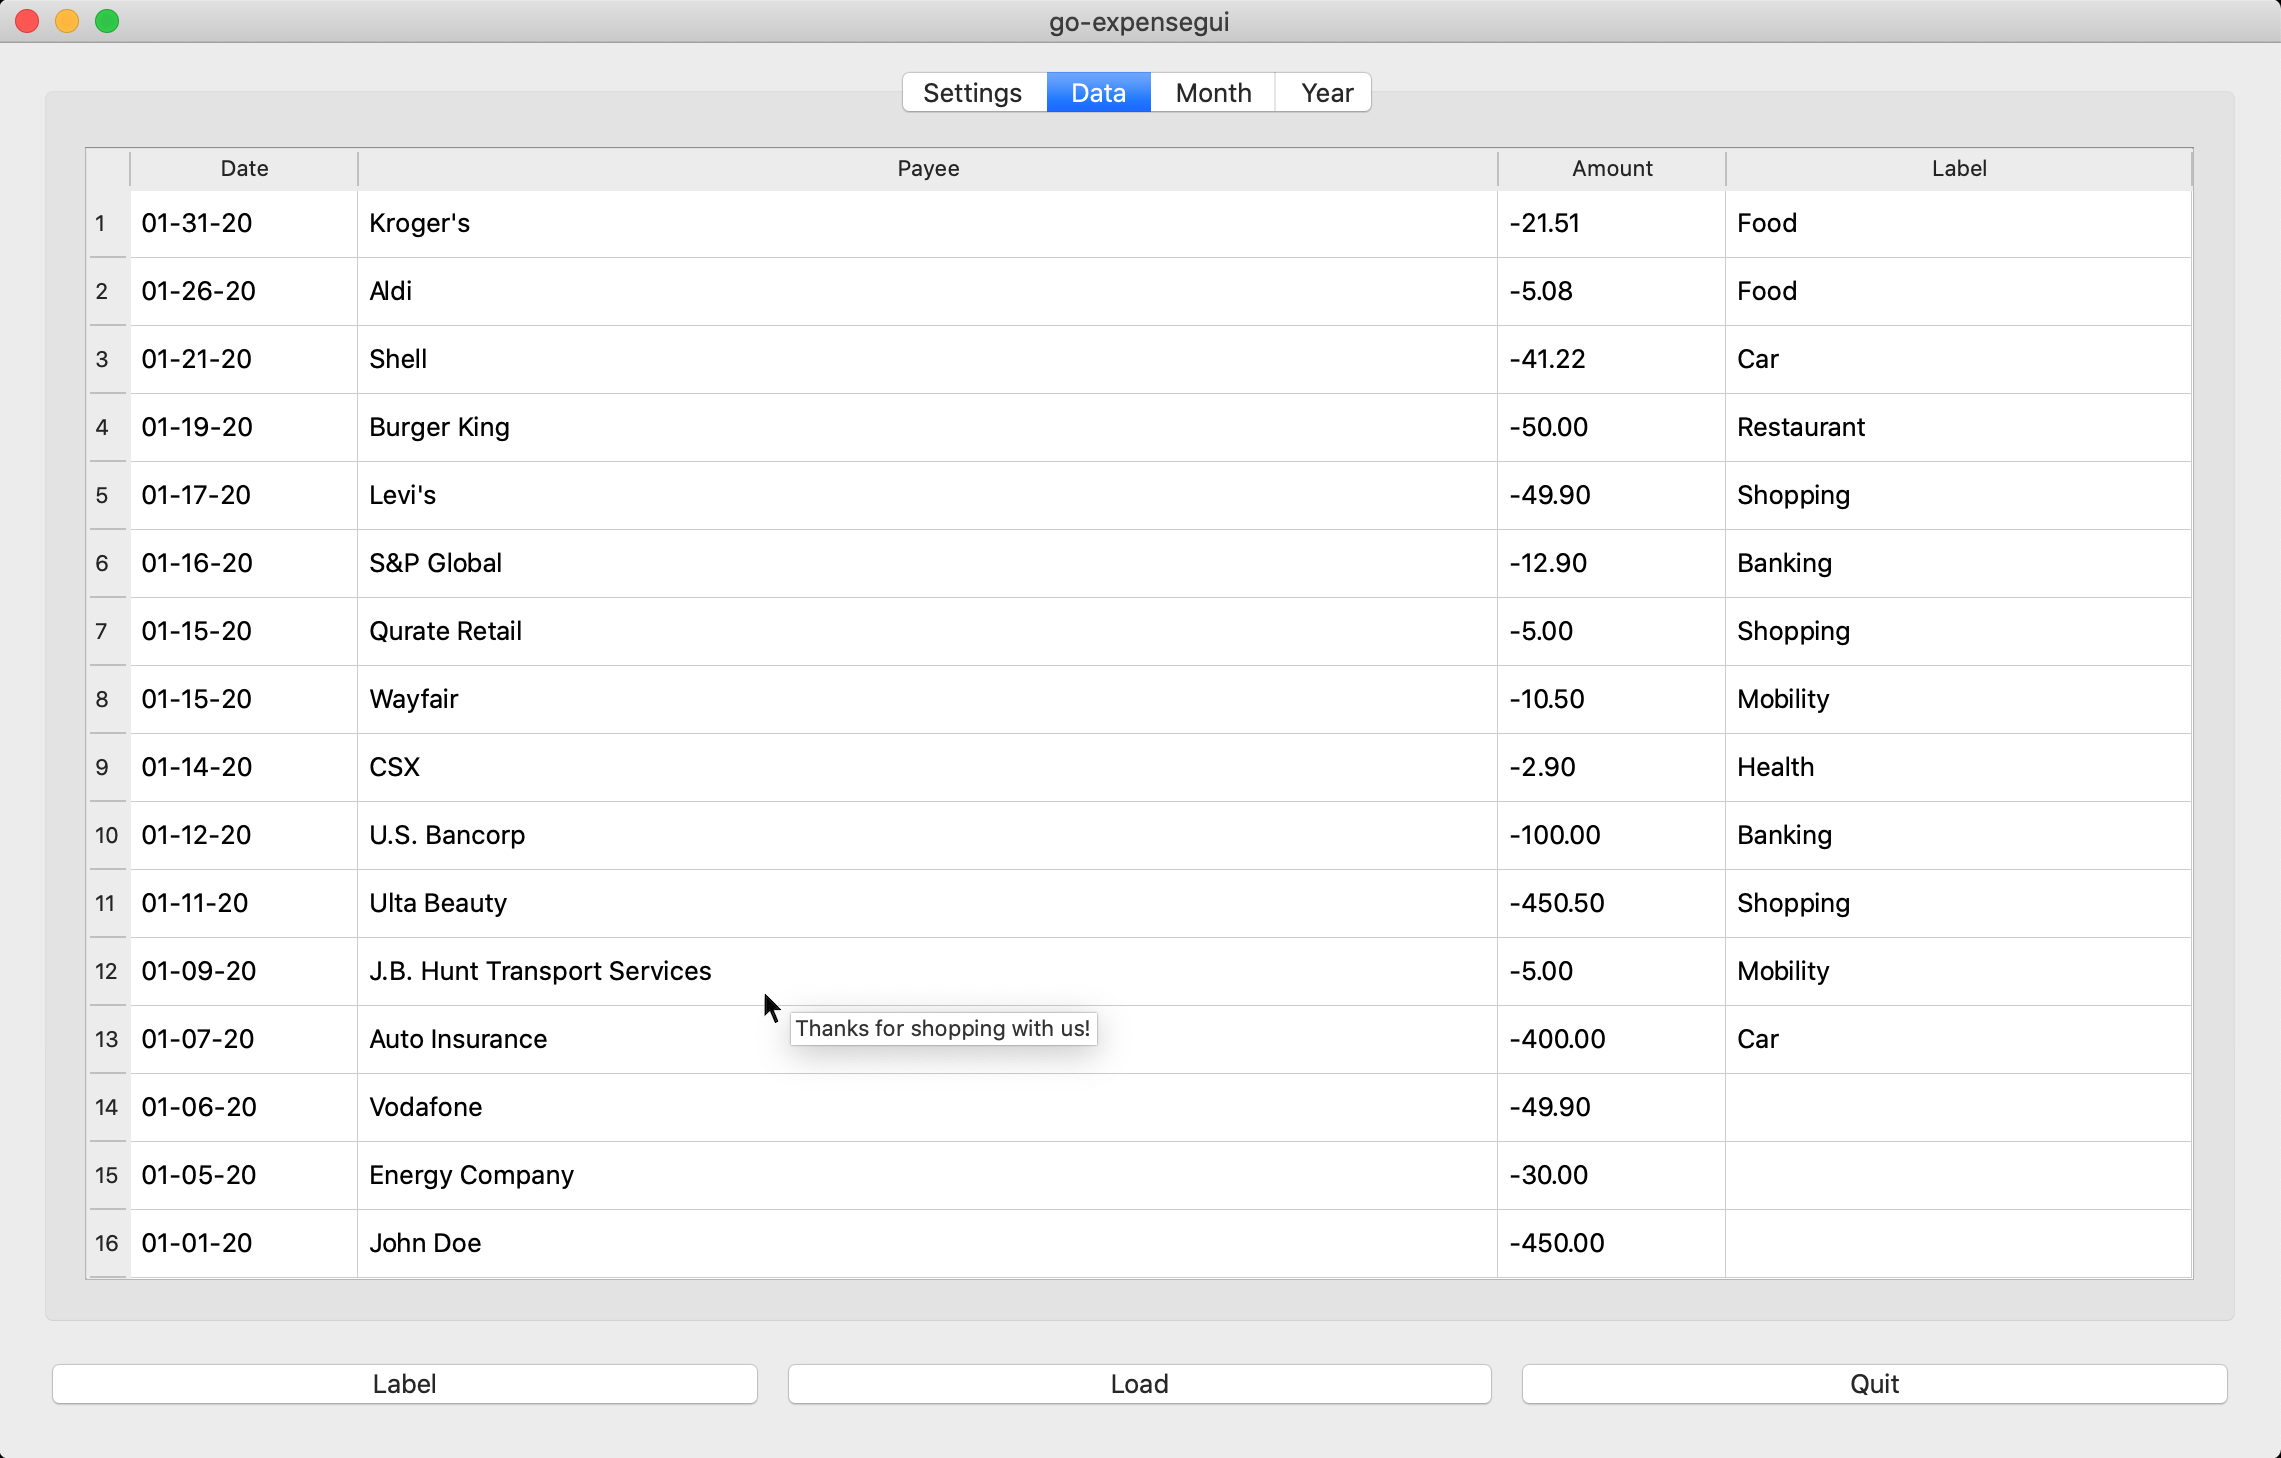 go-expensegui
Settings Data Month Year
Date Payee Amount Label
1 01-31-20 Kroger's -21.51 Food
2 01-26-20 Aldi -5.08 Food
3 01-21-20 Shell -41.22 Car
4 01-19-20 Burger King -50.00 Restaurant
5 01-17-20 Levi's -49.90 Shopping
6 01-16-20 S&P Global -12.90 Banking
7 01-15-20 Qurate Retail -5.00 Shopping
8 01-15-20 Wayfair -10.50 Mobility
9 01-14-20 CSX -2.90 Health
10 01-12-20 U.S. Bancorp -100.00 Banking
11 01-11-20 Ulta Beauty -450.50 Shopping
12 01-09-20 J.B. Hunt Transport Services -5.00 Mobility
Thanks for shopping with us!
13 01-07-20 Auto Insurance -400.00 Car
14 01-06-20 Vodafone -49.90
15 01-05-20 Energy Company -30.00
16 01-01-20 John Doe -450.00
Label Load Quit